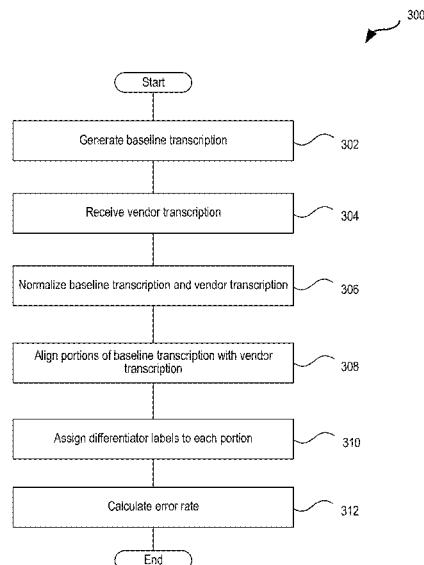 300
Start
Generate baseline transcription
302
Receive vendor transcription
304
Normalize baseline transcription and vendor transcription
306
Align portions of baseline transcription with vendor
transcription
308
Assign differentiator labels to each portion
310
Calculate error rate
312
End